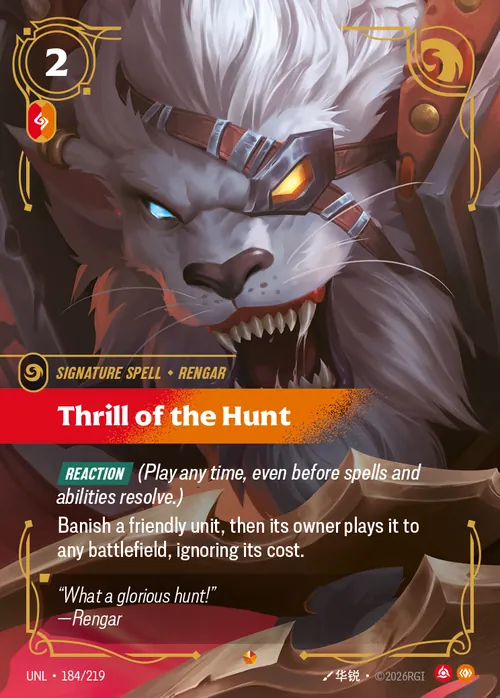 2
SIGNATURE SPELL • RENGAR
Thrill of the Hunt
REACTION (Play any time, even before spells and
abilities resolve.)
Banish a friendly unit, then its owner plays it to
any battlefield, ignoring its cost.
“What a glorious hunt!”
—Rengar
UNL • 184/219
华锐 • ©2026RGI